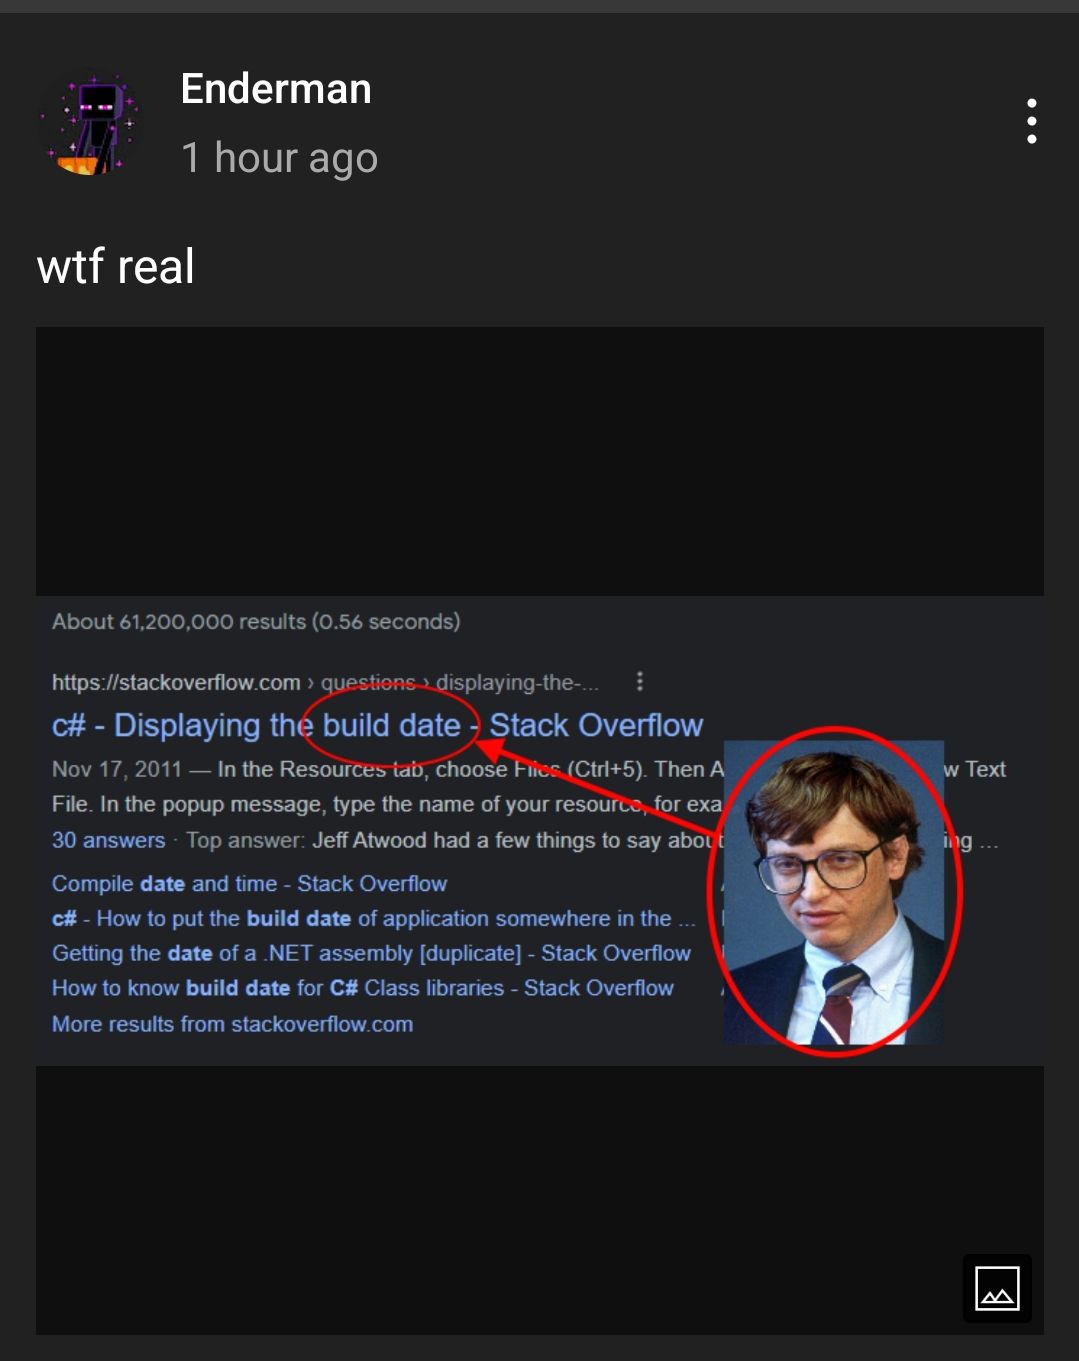 Enderman
1 hour ago
wtf real
About 61,200,000 results (0.56 seconds)
https://stackoverflow.com › questions › displaying-the-...
c# - Displaying the build date - Stack Overflow
Nov 17, 2011 — In the Resources tab, choose Files (Ctrl+5). Then A w Text
File. In the popup message, type the name of your resource, for exa
30 answers · Top answer: Jeff Atwood had a few things to say about ing ...
Compile date and time - Stack Overflow
c# - How to put the build date of application somewhere in the ...
Getting the date of a .NET assembly [duplicate] - Stack Overflow
How to know build date for C# Class libraries - Stack Overflow
More results from stackoverflow.com